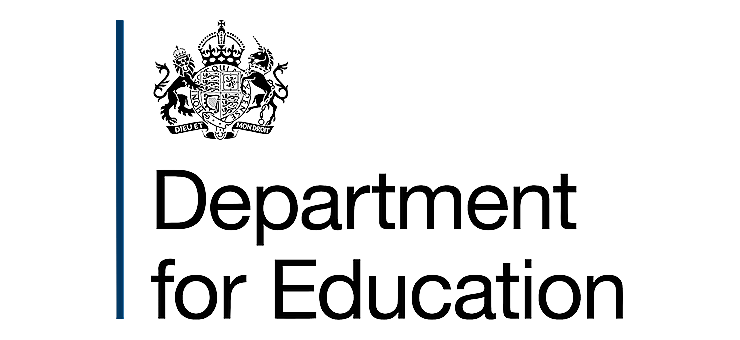 DIEU ET MON DROIT
Department
for Education